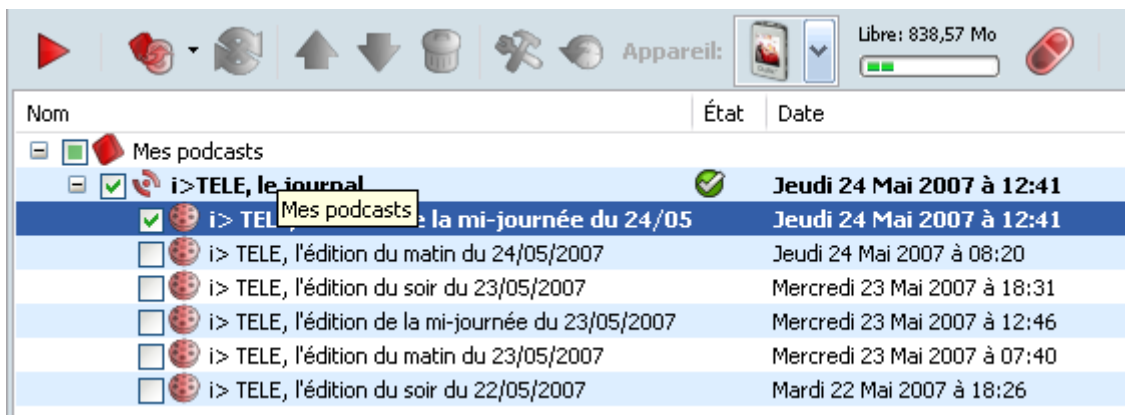 Appareil:
Libre: 838,57 Mo
Nom État Date
Mes podcasts
i>TELE, le journal Jeudi 24 Mai 2007 à 12:41
Mes podcasts
i> TEL e la mi-journée du 24/05 Jeudi 24 Mai 2007 à 12:41
i> TELE, l'édition du matin du 24/05/2007 Jeudi 24 Mai 2007 à 08:20
i> TELE, l'édition du soir du 23/05/2007 Mercredi 23 Mai 2007 à 18:31
i> TELE, l'édition de la mi-journée du 23/05/2007 Mercredi 23 Mai 2007 à 12:46
i> TELE, l'édition du matin du 23/05/2007 Mercredi 23 Mai 2007 à 07:40
i> TELE, l'édition du soir du 22/05/2007 Mardi 22 Mai 2007 à 18:26